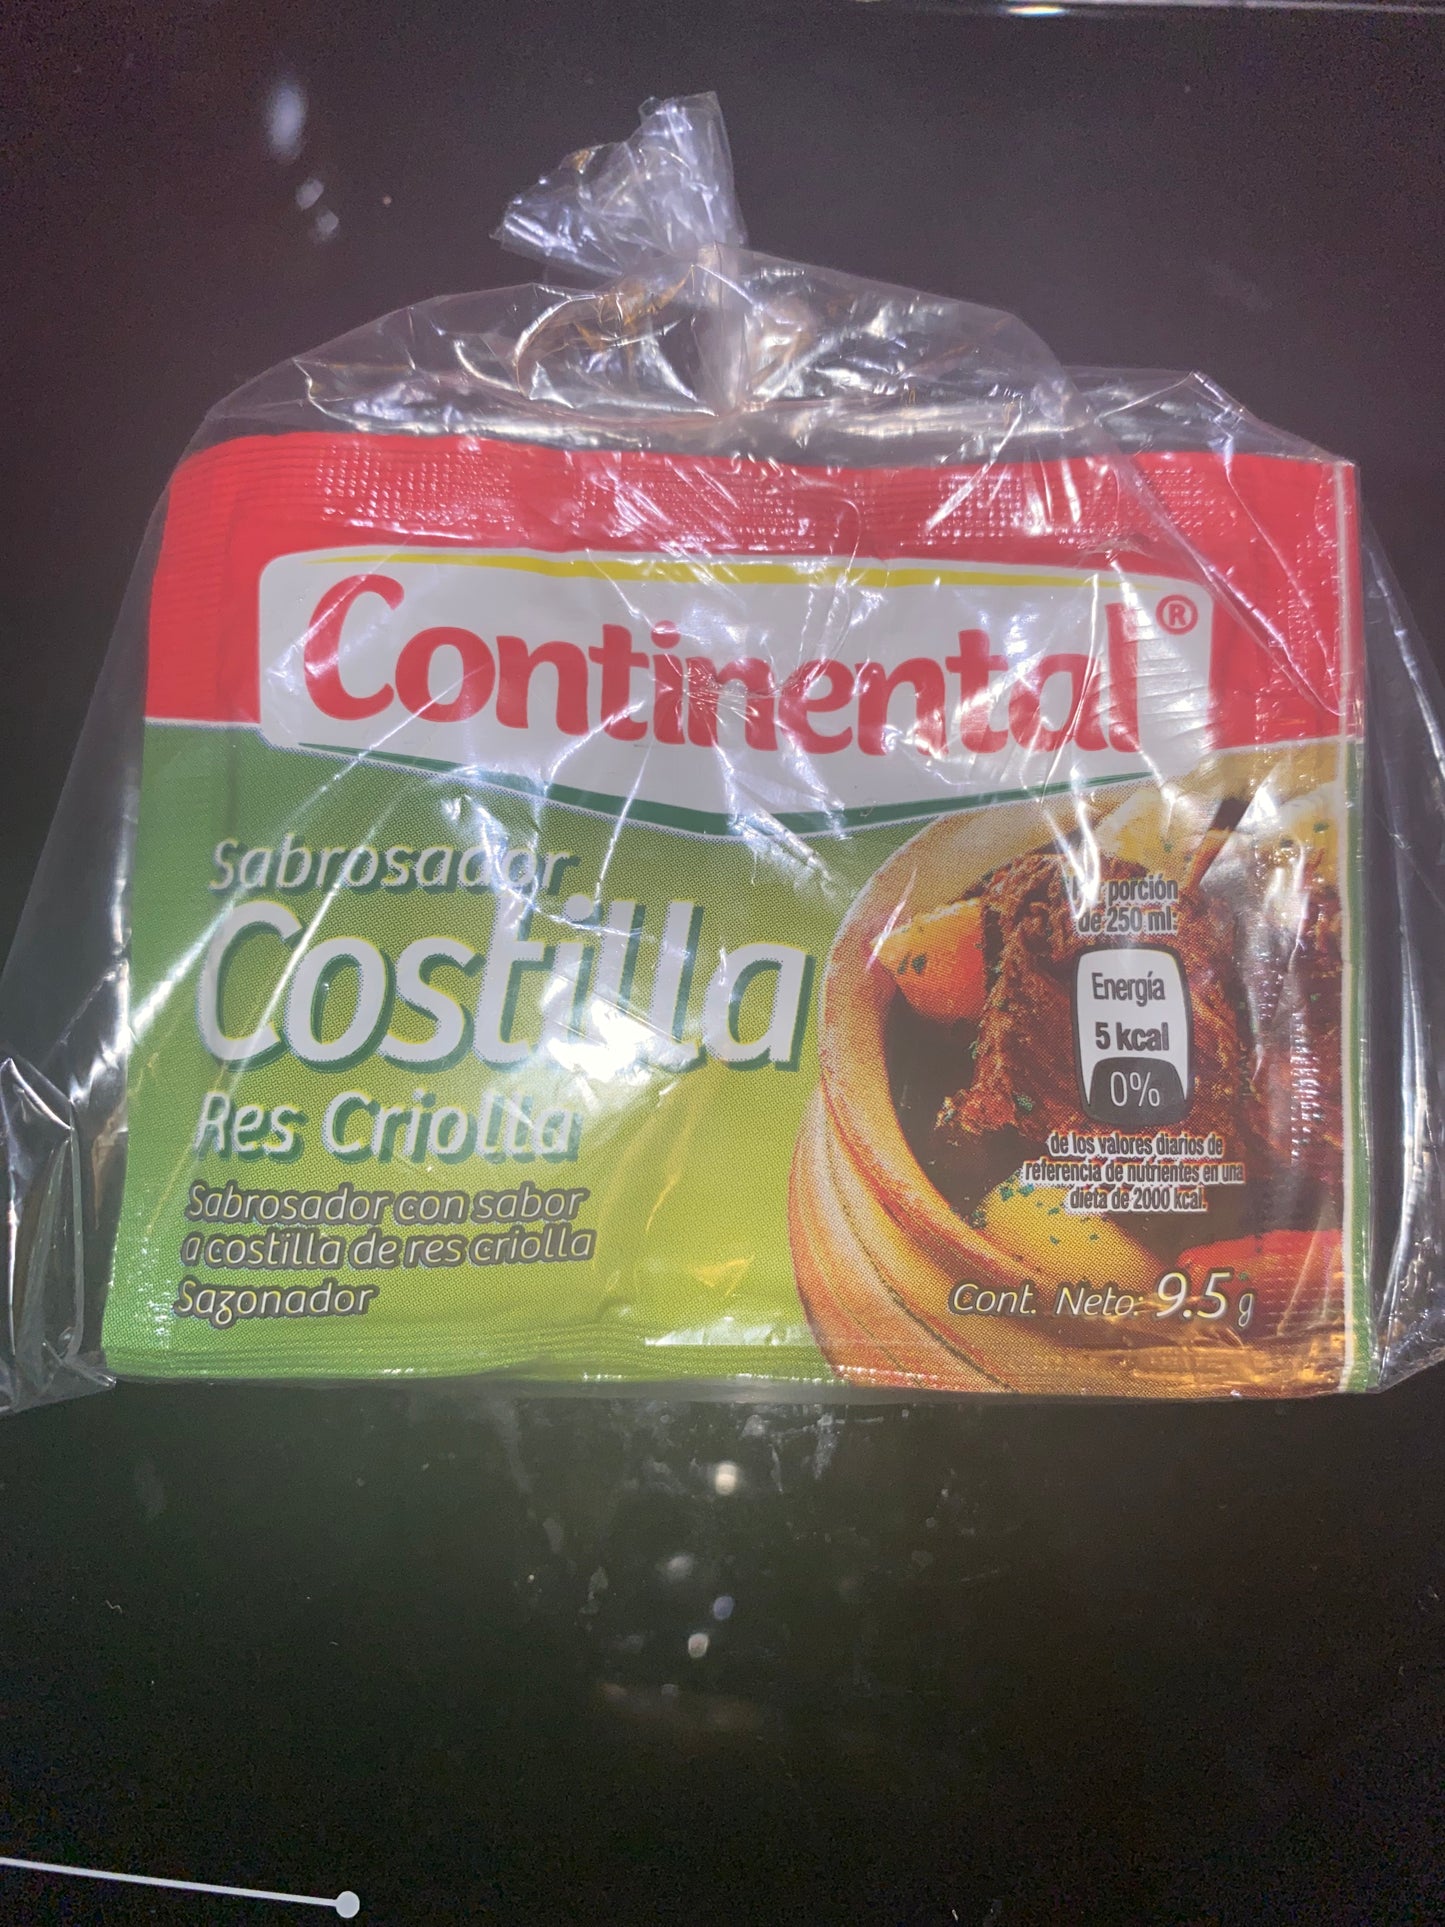 Continental®
Sabrosador
Costilla
Res Criolla
Sabrosador con sabor
a costilla de res criolla
Sazonador
porción
de 250 ml:
Energía
5 kcal
0%
de los valores diarios de
referencia de nutrientes en una
dieta de 2000 kcal.
Cont. Neto: 9.5 g